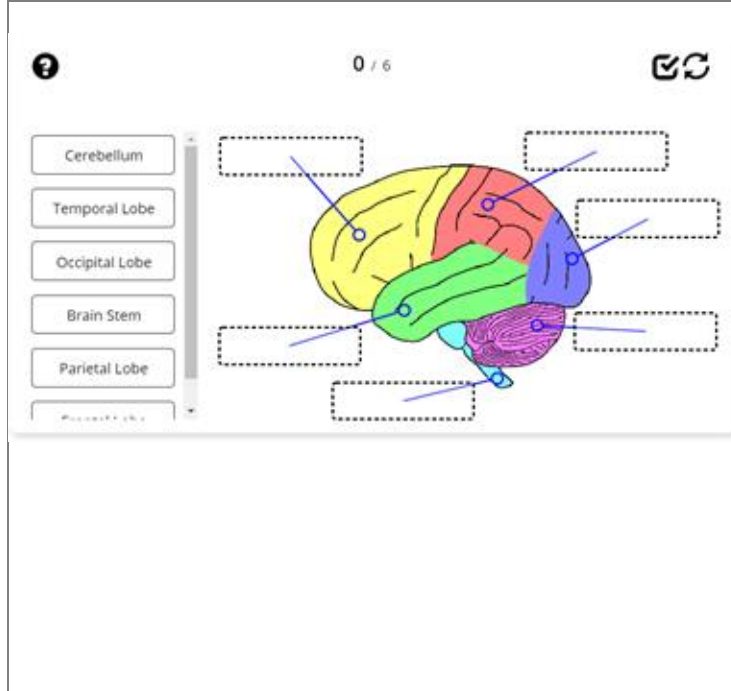 0 / 6
Cerebellum
Temporal Lobe
Occipital Lobe
Brain Stem
Parietal Lobe